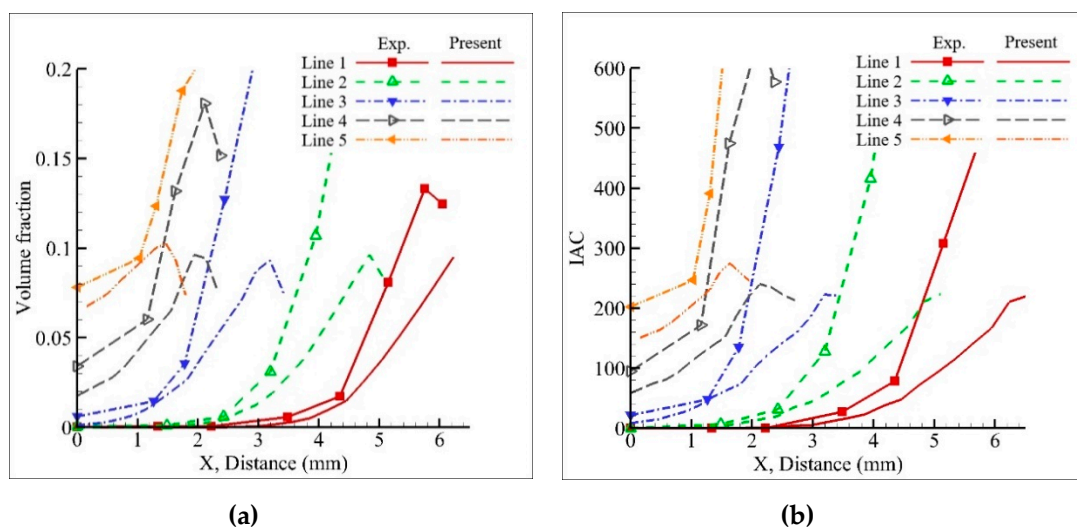 Exp. Present
Line 1
Line 2
Line 3
Line 4
Line 5
0.2
0.15
0.1
0.05
0
Volume fraction
0 1 2 3 4 5 6
X, Distance (mm)
(a)
Exp. Present
Line 1
Line 2
Line 3
Line 4
Line 5
600
500
400
300
200
100
0
IAC
0 1 2 3 4 5 6
X, Distance (mm)
(b)